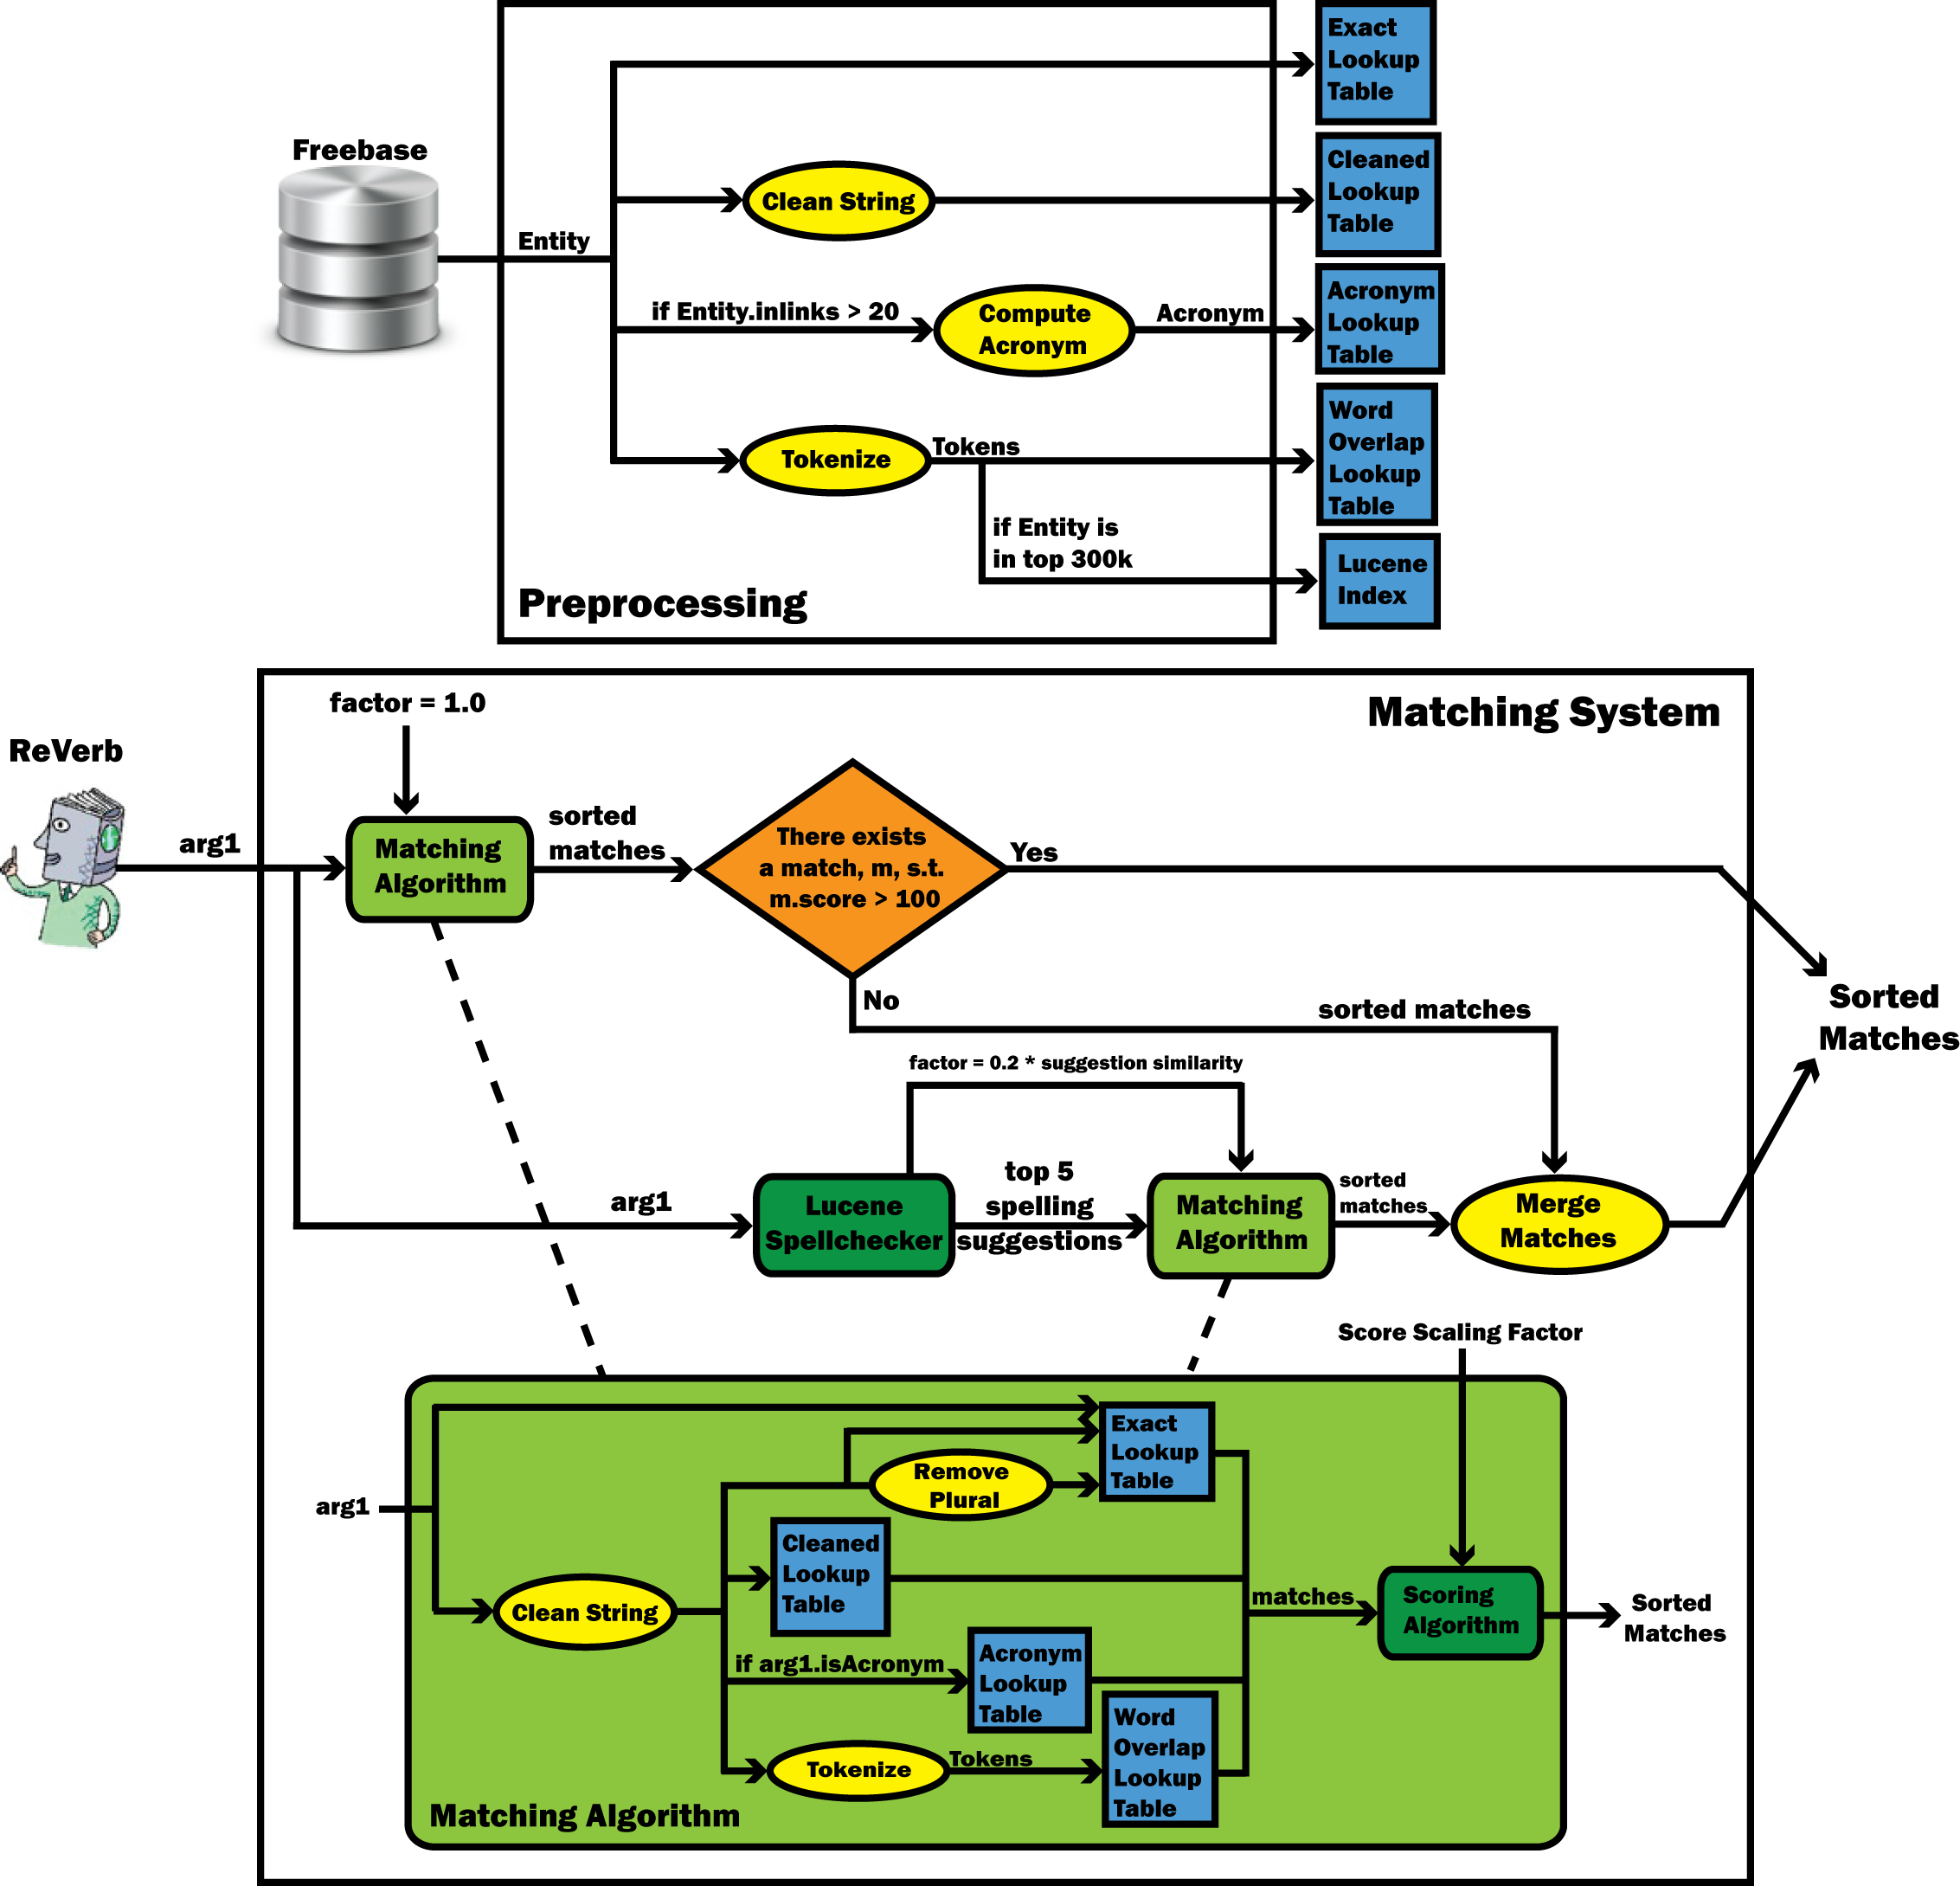 Exact
Lookup
Table
Freebase
Cleaned
Lookup
Table
Clean String
Entity
if Entity.inlinks > 20
Compute
Acronym
Acronym
Acronym
Lookup
Table
Tokenize
Tokens
Word
Overlap
Lookup
Table
if Entity is
in top 300k
Lucene
Index
Preprocessing
Matching System
factor = 1.0
ReVerb
arg1
Matching
Algorithm
sorted
matches
There exists
a match, m, s.t.
m.score > 100
Yes
No
sorted matches
Sorted
Matches
factor = 0.2 * suggestion similarity
arg1
Lucene
Spellchecker
top 5
spelling
suggestions
Matching
Algorithm
sorted
matches
Merge
Matches
Score Scaling Factor
arg1
Exact
Lookup
Table
Remove
Plural
Cleaned
Lookup
Table
Clean String
matches
Scoring
Algorithm
Sorted
Matches
if arg1.isAcronym
Acronym
Lookup
Table
Tokenize
Tokens
Word
Overlap
Lookup
Table
Matching Algorithm